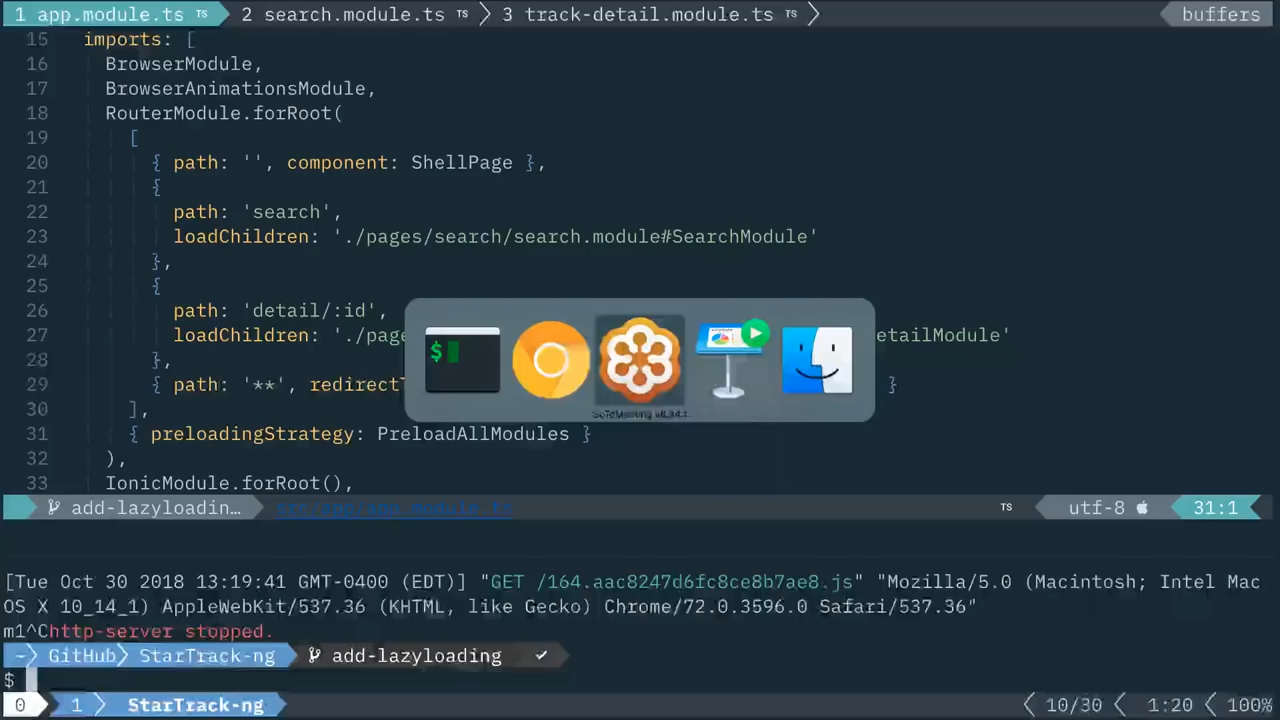 1 app.module.ts TS 2 search.module.ts TS 3 track-detail.module.ts TS buffers
15 imports: [
16 BrowserModule,
17 BrowserAnimationsModule,
18 RouterModule.forRoot(
19 [
20 { path: '', component: ShellPage },
21 {
22 path: 'search',
23 loadChildren: './pages/search/search.module#SearchModule'
24 },
25 {
26 path: 'detail/:id',
27 loadChildren: './page etailModule'
28 },
29 { path: '**', redirectT }
30 ],
31 { preloadingStrategy: PreloadAllModules }
32 ),
33 IonicModule.forRoot(),
$
add-lazyloadin… src/app/app.module.ts TS utf-8 31:1
[Tue Oct 30 2018 13:19:41 GMT-0400 (EDT)] "GET /164.aac8247d6fc8ce8b7ae8.js" "Mozilla/5.0 (Macintosh; Intel Mac
OS X 10_14_1) AppleWebKit/537.36 (KHTML, like Gecko) Chrome/72.0.3596.0 Safari/537.36"
m1^Chttp-server stopped.
~ GitHub StarTrack-ng add-lazyloading ✓
$
0 1 StarTrack-ng 10/30 1:20 100%